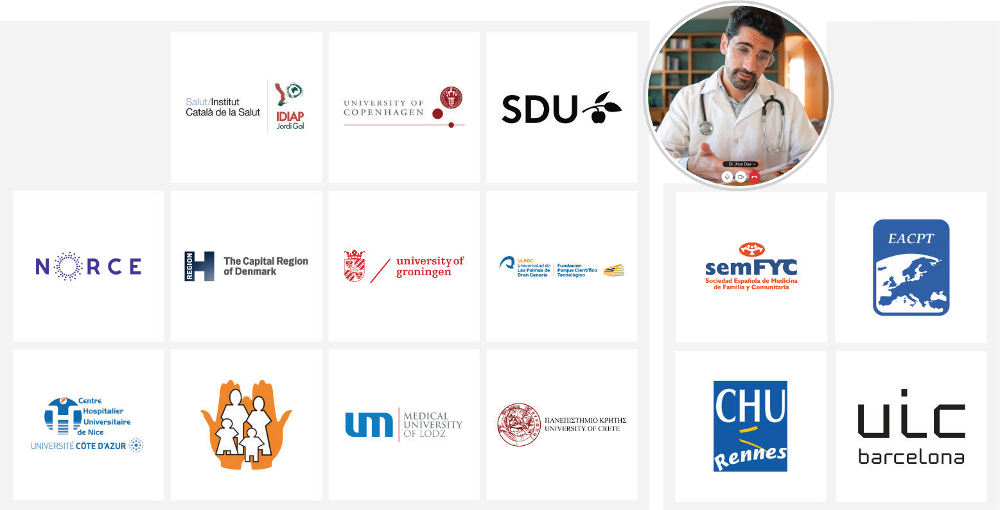 Salut/Institut
Català de la Salut
IDIAP
Jordi Gol
UNIVERSITY OF
COPENHAGEN
SDU
Dr. Jhon Doe
NORCE
REGION
H
The Capital Region
of Denmark
university of
groningen
ULPGC
Universidad de
Las Palmas de
Gran Canaria
Fundación
Parque Científico
Tecnológico
semFYC
Sociedad Española de Medicina
de Familia y Comunitaria
EACPT
Centre
Hospitalier
Universitaire
de Nice
UNIVERSITÉ CÔTE D'AZUR
um
MEDICAL
UNIVERSITY
OF LODZ
ΠΑΝΕΠΙΣΤΗΜΙΟ ΚΡΗΤΗΣ
UNIVERSITY OF CRETE
CHU
Rennes
uic
barcelona